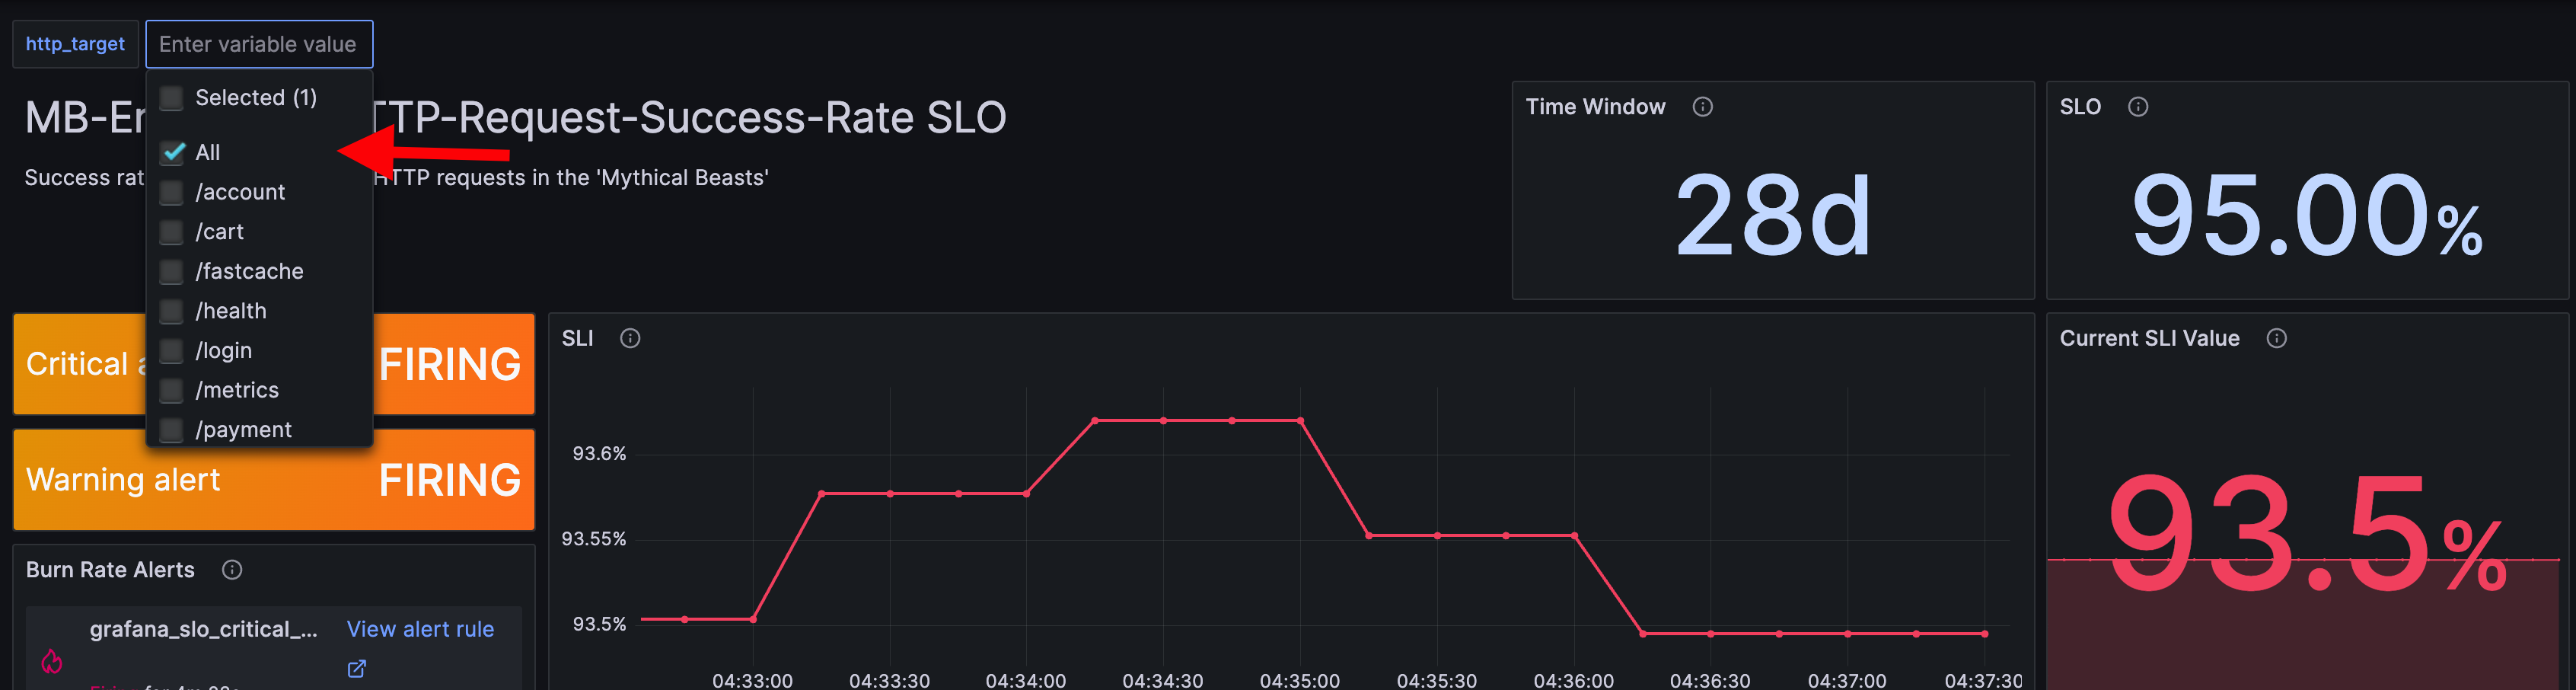 http_target
Enter variable value
Selected (1)
All
/account
/cart
/fastcache
/health
/login
/metrics
/payment
MB-Er TTP-Request-Success-Rate SLO
Success rat HTTP requests in the 'Mythical Beasts'
Time Window
28d
SLO
95.00%
Critical a FIRING
Warning alert FIRING
Burn Rate Alerts
grafana_slo_critical_... View alert rule
SLI
93.6%
93.55%
93.5%
04:33:00 04:33:30 04:34:00 04:34:30 04:35:00 04:35:30 04:36:00 04:36:30 04:37:00 04:37:30
Current SLI Value
93.5%